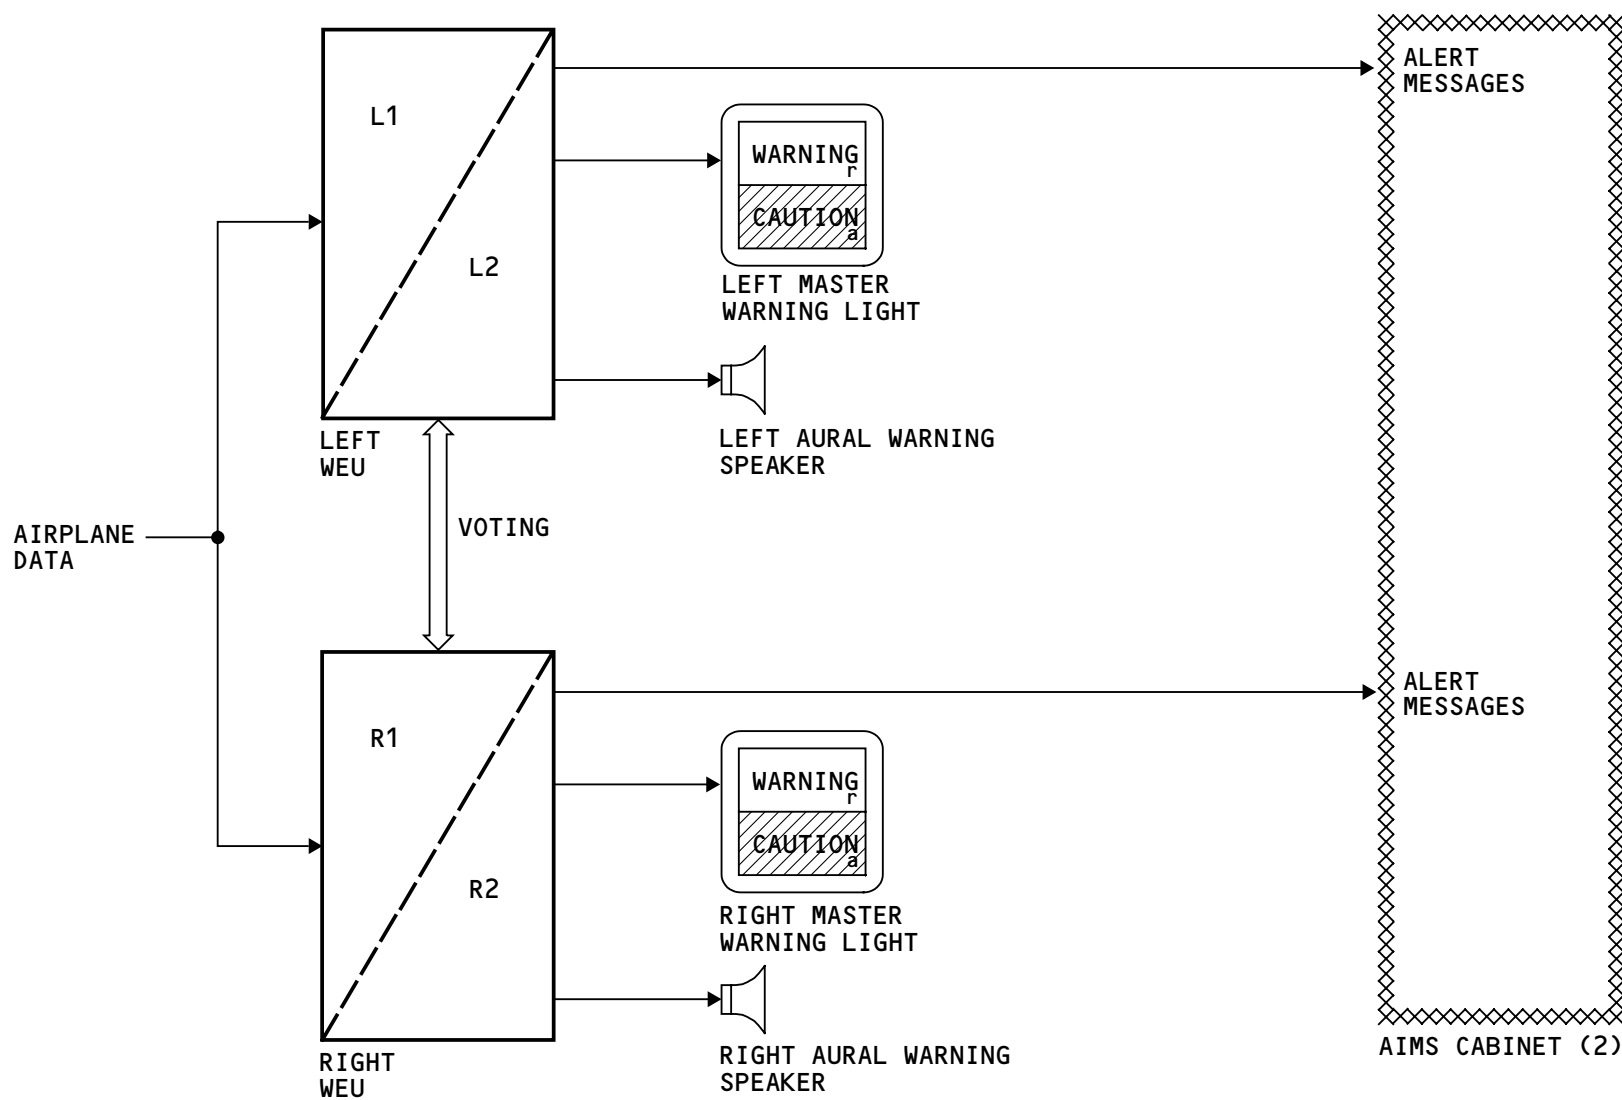 L1
L2
LEFT
WEU
ALERT
MESSAGES
WARNING
r
CAUTION
a
LEFT MASTER
WARNING LIGHT
LEFT AURAL WARNING
SPEAKER
AIRPLANE
DATA
VOTING
R1
R2
RIGHT
WEU
ALERT
MESSAGES
WARNING
r
CAUTION
a
RIGHT MASTER
WARNING LIGHT
RIGHT AURAL WARNING
SPEAKER
AIMS CABINET (2)